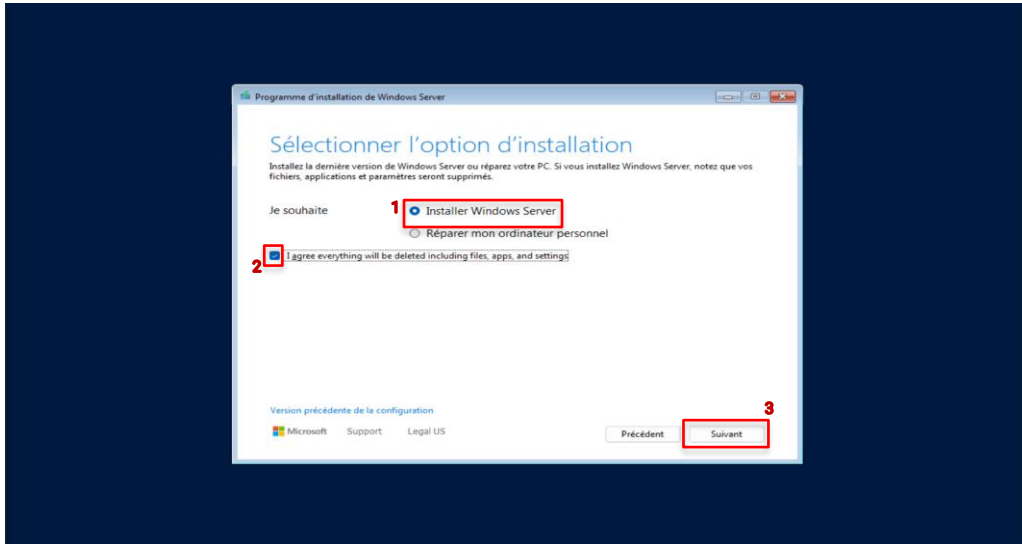 Programme d'installation de Windows Server
Sélectionner l'option d'installation
Installez la dernière version de Windows Server ou réparez votre PC. Si vous installez Windows Server, notez que vos
fichiers, applications et paramètres seront supprimés.
Je souhaite
1
Installer Windows Server
Réparer mon ordinateur personnel
2
I agree everything will be deleted including files, apps, and settings
Version précédente de la configuration
3
Microsoft Support Legal US
Précédent Suivant